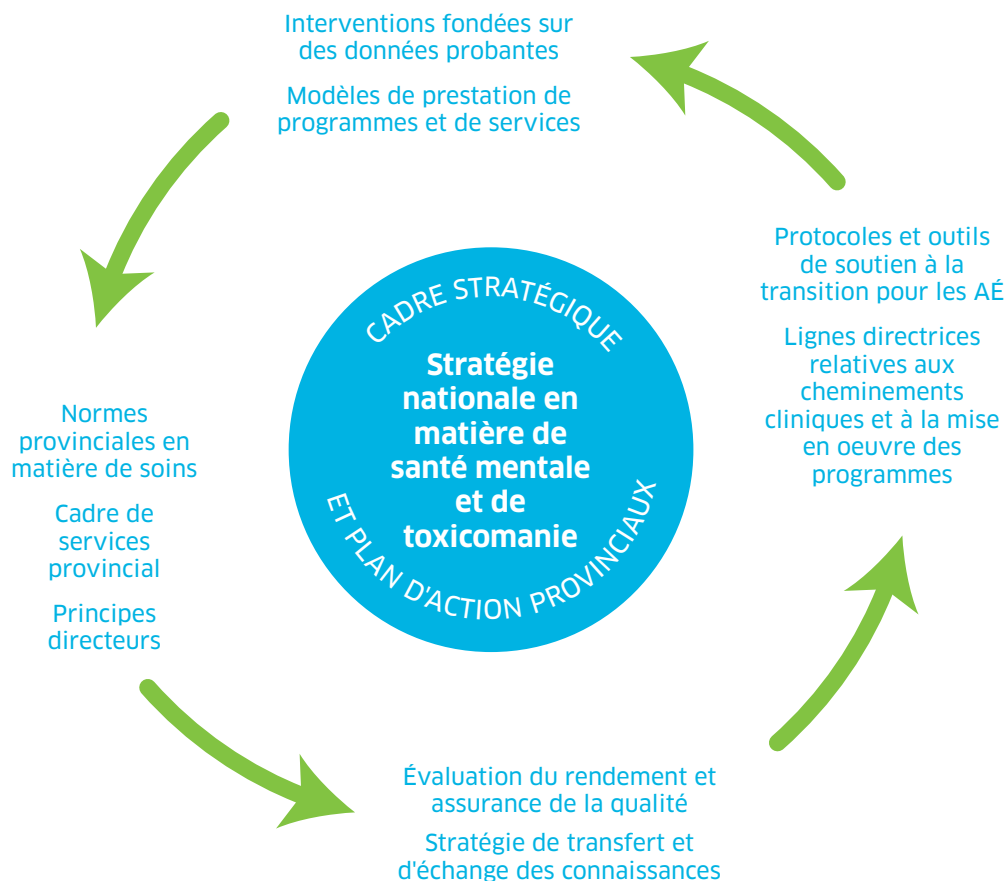 Interventions fondées sur
des données probantes
Modèles de prestation de
programmes et de services
Protocoles et outils
de soutien à la
transition pour les AÉ
Lignes directrices
relatives aux
cheminements
cliniques et à la mise
en oeuvre des
programmes
CADRE STRATÉGIQUE
Stratégie
nationale en
matière de
santé mentale
et de
toxicomanie
ET PLAN D'ACTION PROVINCIAUX
Normes
provinciales en
matière de soins
Cadre de
services
provincial
Principes
directeurs
Évaluation du rendement et
assurance de la qualité
Stratégie de transfert et
d'échange des connaissances